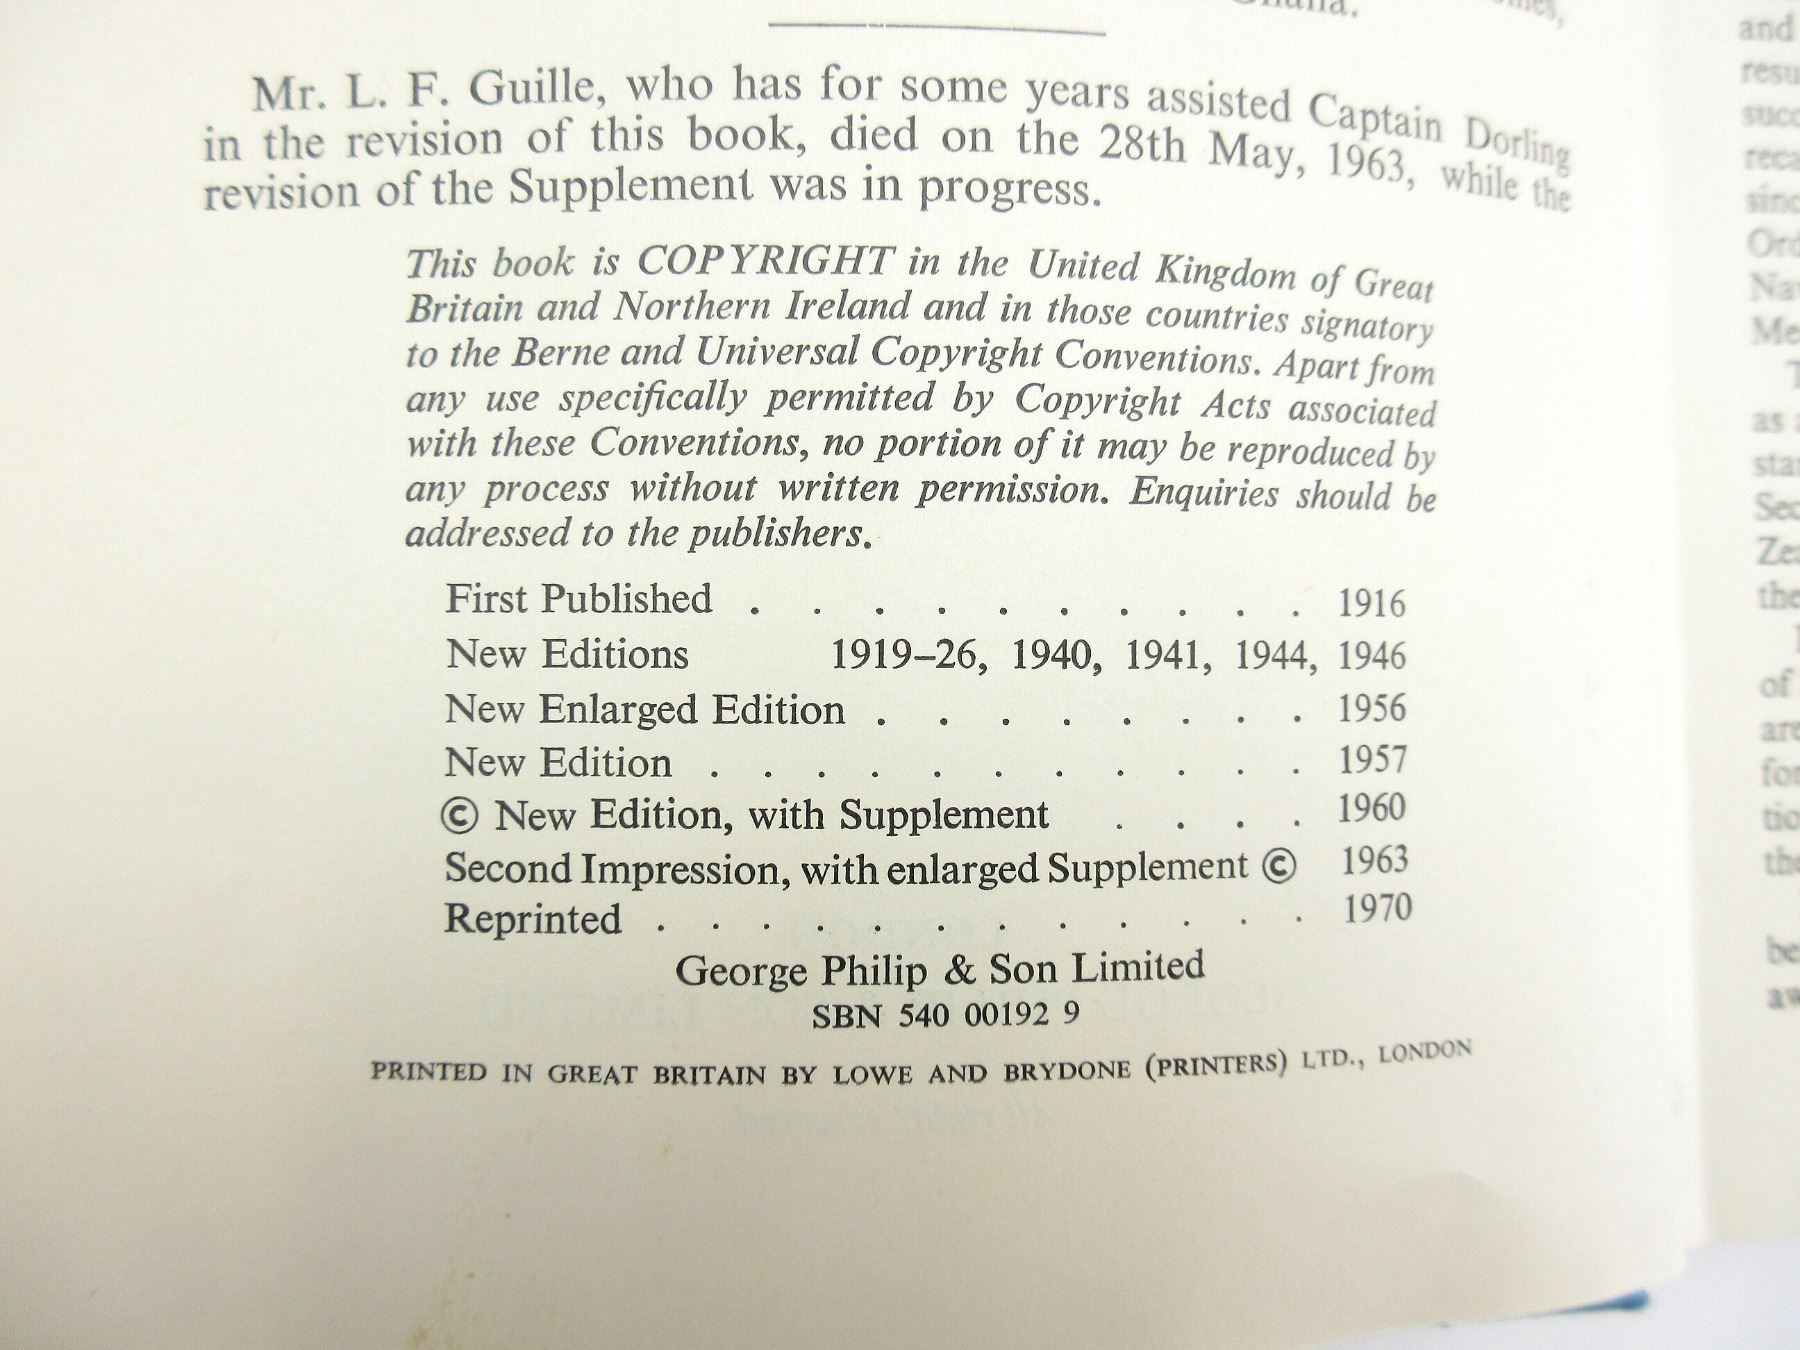 Mr. L. F. Guille, who has for some years assisted Captain Dorling
in the revision of this book, died on the 28th May, 1963, while the
revision of the Supplement was in progress.
This book is COPYRIGHT in the United Kingdom of Great
Britain and Northern Ireland and in those countries signatory
to the Berne and Universal Copyright Conventions. Apart from
any use specifically permitted by Copyright Acts associated
with these Conventions, no portion of it may be reproduced by
any process without written permission. Enquiries should be
addressed to the publishers.
First Published . . . . . . . . . . 1916
New Editions 1919–26, 1940, 1941, 1944, 1946
New Enlarged Edition . . . . . . . . 1956
New Edition . . . . . . . . . . . 1957
© New Edition, with Supplement . . . . 1960
Second Impression, with enlarged Supplement © 1963
Reprinted . . . . . . . . . . . . 1970
George Philip & Son Limited
SBN 540 00192 9
PRINTED IN GREAT BRITAIN BY LOWE AND BRYDONE (PRINTERS) LTD., LONDON
and
as
of